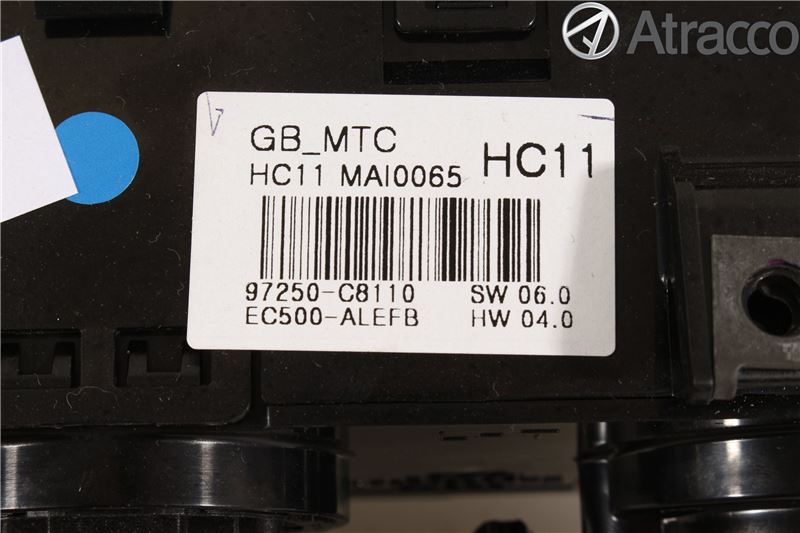 Atracco
GB_MTC
HC11 MAI0065
HC11
97250-C8110 SW 06.0
EC500-ALEFB HW 04.0